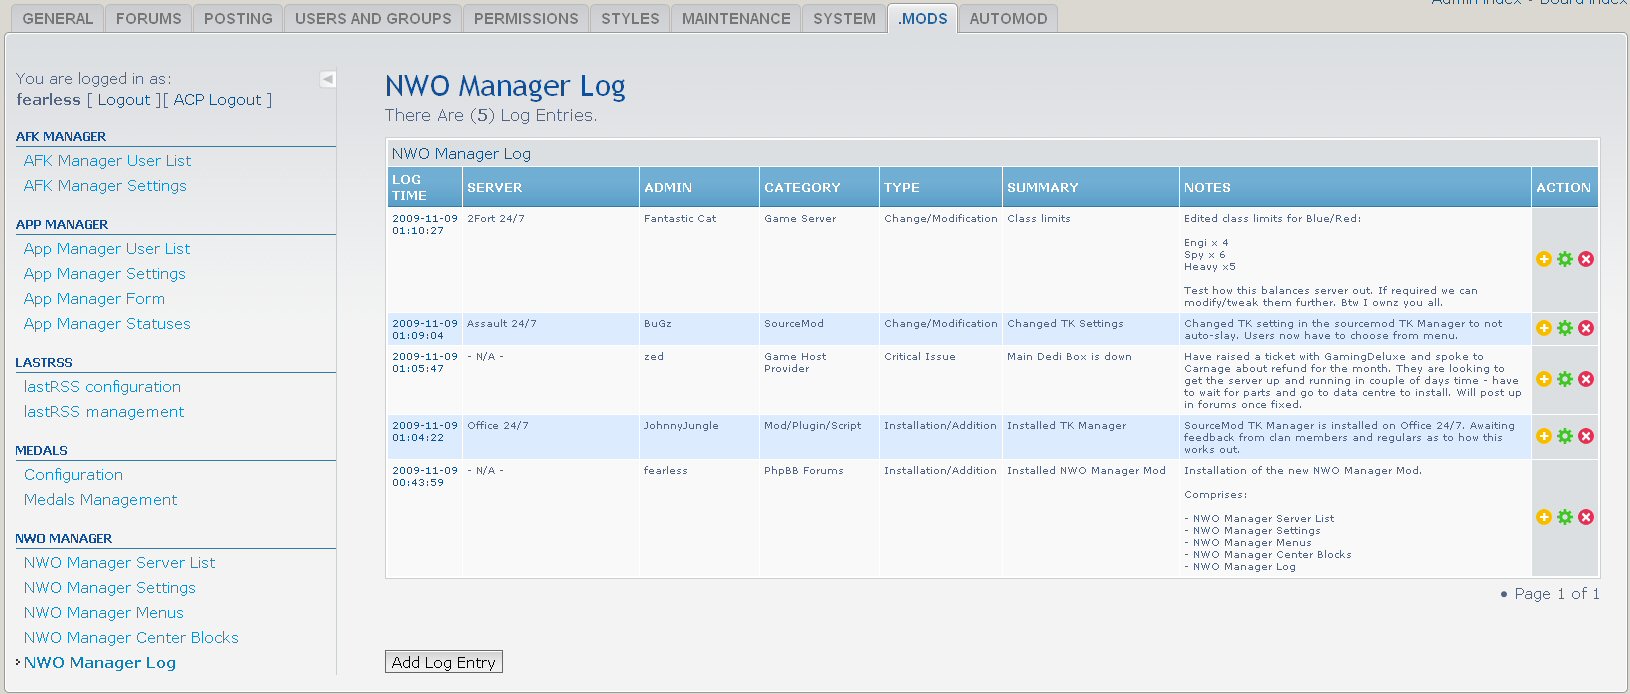 Admin index • Board index
GENERAL FORUMS POSTING USERS AND GROUPS PERMISSIONS STYLES MAINTENANCE SYSTEM .MODS AUTOMOD
You are logged in as:
fearless [ Logout ][ ACP Logout ]
AFK MANAGER
AFK Manager User List
AFK Manager Settings
APP MANAGER
App Manager User List
App Manager Settings
App Manager Form
App Manager Statuses
LASTRSS
lastRSS configuration
lastRSS management
MEDALS
Configuration
Medals Management
NWO MANAGER
NWO Manager Server List
NWO Manager Settings
NWO Manager Menus
NWO Manager Center Blocks
NWO Manager Log
NWO Manager Log
There Are (5) Log Entries.
NWO Manager Log
LOG TIME SERVER ADMIN CATEGORY TYPE SUMMARY NOTES ACTION
2009-11-09 2Fort 24/7 Fantastic Cat Game Server Change/Modification Class limits Edited class limits for Blue/Red:
01:10:27
Engi x 4
Spy x 6
Heavy x5
Test how this balances server out. If required we can
modify/tweak them further. Btw I ownz you all.
2009-11-09 Assault 24/7 BuGz SourceMod Change/Modification Changed TK Settings Changed TK setting in the sourcemod TK Manager to not
01:09:04 auto-slay. Users now have to choose from menu.
2009-11-09 - N/A - zed Game Host Critical Issue Main Dedi Box is down Have raised a ticket with GamingDeluxe and spoke to
01:05:47 Provider Carnage about refund for the month. They are looking to
get the server up and running in couple of days time - have
to wait for parts and go to data centre to install. Will post up
in forums once fixed.
2009-11-09 Office 24/7 JohnnyJungle Mod/Plugin/Script Installation/Addition Installed TK Manager SourceMod TK Manager is installed on Office 24/7. Awaiting
01:04:22 feedback from clan members and regulars as to how this
works out.
2009-11-09 - N/A - fearless PhpBB Forums Installation/Addition Installed NWO Manager Mod Installation of the new NWO Manager Mod.
00:43:59
Comprises:
- NWO Manager Server List
- NWO Manager Settings
- NWO Manager Menus
- NWO Manager Center Blocks
- NWO Manager Log
• Page 1 of 1
Add Log Entry